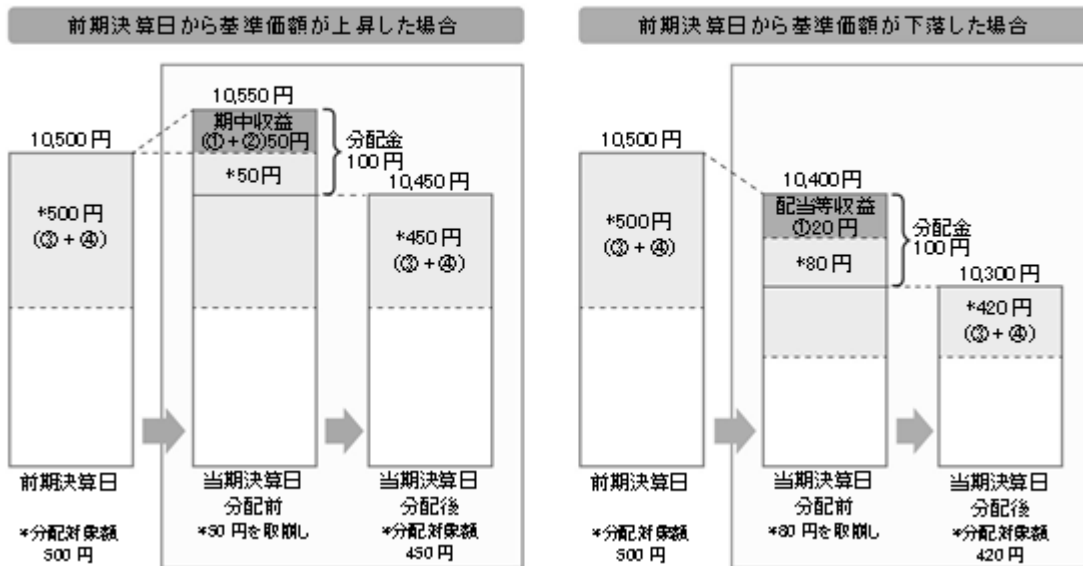 前期決算日から基準価額が上昇した場合
10,550円
期中収益
(①+②)50円
*50円
分配金
100円
10,500円
*500円
(③+④)
10,450円
*450円
(③+④)
前期決算日
*分配対象額
500円
当期決算日
分配前
*50円を取崩し
当期決算日
分配後
*分配対象額
450円
前期決算日から基準価額が下落した場合
10,500円
*500円
(③+④)
10,400円
配当等収益
①20円
*80円
分配金
100円
10,300円
*420円
(③+④)
前期決算日
*分配対象額
500円
当期決算日
分配前
*80円を取崩し
当期決算日
分配後
*分配対象額
420円